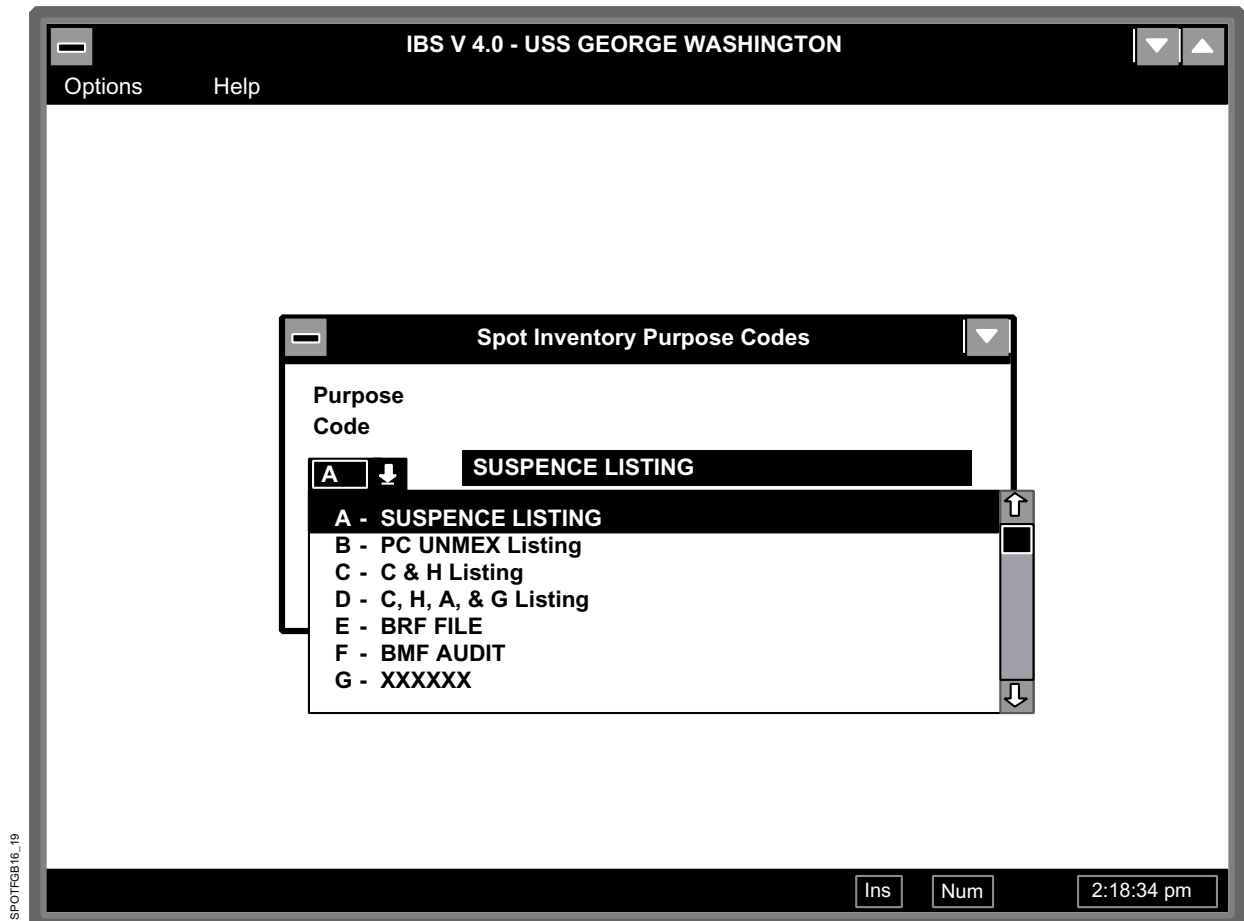 IBS V 4.0 - USS GEORGE WASHINGTON
Options Help
Spot Inventory Purpose Codes
Purpose
Code
A SUSPENCE LISTING
A - SUSPENCE LISTING
B - PC UNMEX Listing
C - C & H Listing
D - C, H, A, & G Listing
E - BRF FILE
F - BMF AUDIT
G - XXXXXX
Ins Num 2:18:34 pm
SPOTFGB16_19